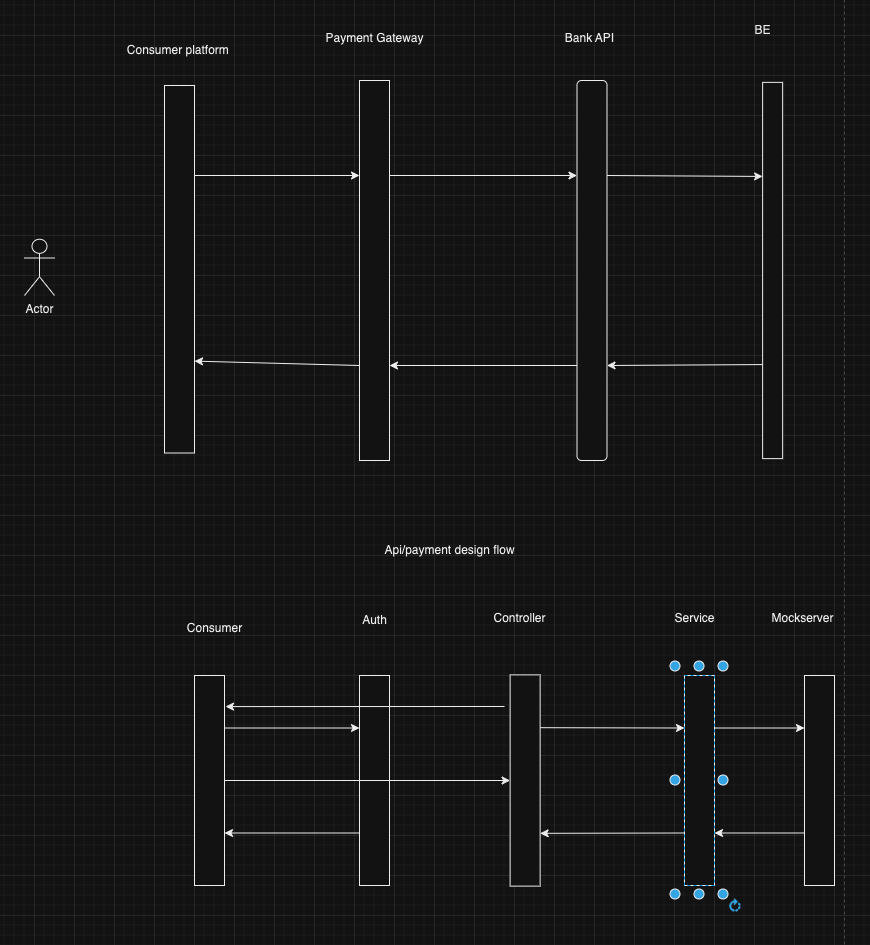 Consumer platform
Payment Gateway
Bank API
BE
Actor
Api/payment design flow
Consumer
Auth
Controller
Service
Mockserver